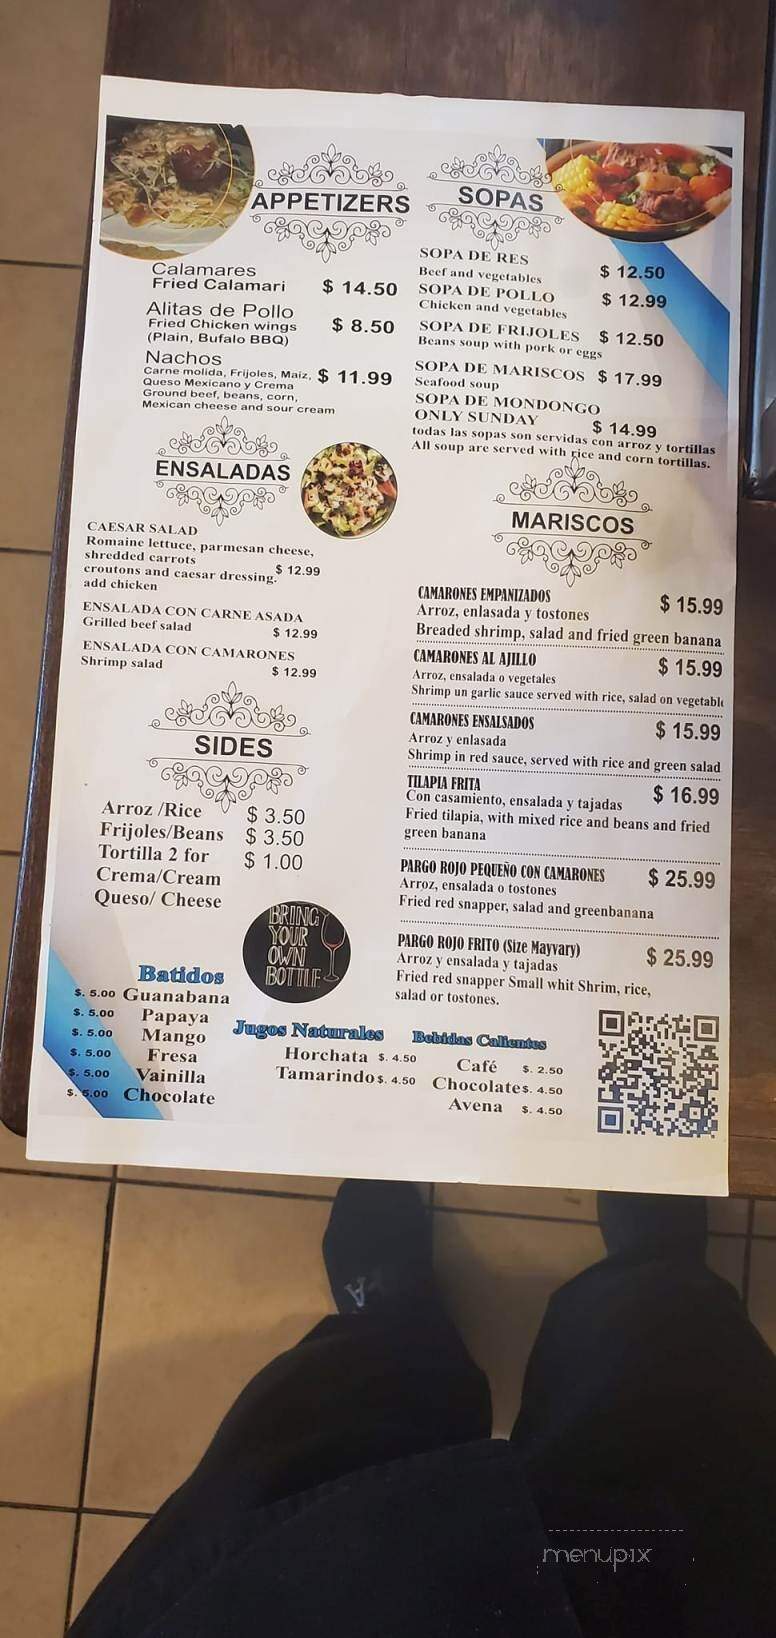 APPETIZERS
Calamares
Fried Calamari $ 14.50
Alitas de Pollo
Fried Chicken wings $ 8.50
(Plain, Bufalo BBQ)
Nachos
Carne molida, Frijoles, Maiz, $ 11.99
Queso Mexicano y Crema
Ground beef, beans, corn,
Mexican cheese and sour cream
ENSALADAS
CAESAR SALAD
Romaine lettuce, parmesan cheese,
shredded carrots
croutons and caesar dressing. $ 12.99
add chicken
ENSALADA CON CARNE ASADA
Grilled beef salad $ 12.99
ENSALADA CON CAMARONES
Shrimp salad $ 12.99
SIDES
Arroz /Rice $ 3.50
Frijoles/Beans $ 3.50
Tortilla 2 for $ 1.00
Crema/Cream
Queso/ Cheese
BRING
YOUR
OWN
BOTTLE
Batidos
$. 5.00 Guanabana
$. 5.00 Papaya
$. 5.00 Mango
$. 5.00 Fresa
$. 5.00 Vainilla
$. 5.00 Chocolate
Jugos Naturales
Horchata $. 4.50
Tamarindo $. 4.50
SOPAS
SOPA DE RES
Beef and vegetables $ 12.50
SOPA DE POLLO $ 12.99
Chicken and vegetables
SOPA DE FRIJOLES $ 12.50
Beans soup with pork or eggs
SOPA DE MARISCOS $ 17.99
Seafood soup
SOPA DE MONDONGO
ONLY SUNDAY $ 14.99
todas las sopas son servidas con arroz y tortillas
All soup are served with rice and corn tortillas.
MARISCOS
CAMARONES EMPANIZADOS $ 15.99
Arroz, enlasada y tostones
Breaded shrimp, salad and fried green banana
CAMARONES AL AJILLO $ 15.99
Arroz, ensalada o vegetales
Shrimp un garlic sauce served with rice, salad on vegetabl
CAMARONES ENSALSADOS $ 15.99
Arroz y enlasada
Shrimp in red sauce, served with rice and green salad
TILAPIA FRITA $ 16.99
Con casamiento, ensalada y tajadas
Fried tilapia, with mixed rice and beans and fried
green banana
PARGO ROJO PEQUEÑO CON CAMARONES $ 25.99
Arroz, ensalada o tostones
Fried red snapper, salad and greenbanana
PARGO ROJO FRITO (Size Mayvary) $ 25.99
Arroz y ensalada y tajadas
Fried red snapper Small whit Shrim, rice,
salad or tostones.
Bebidas Calientes
Café $. 2.50
Chocolate $. 4.50
Avena $. 4.50
menupix